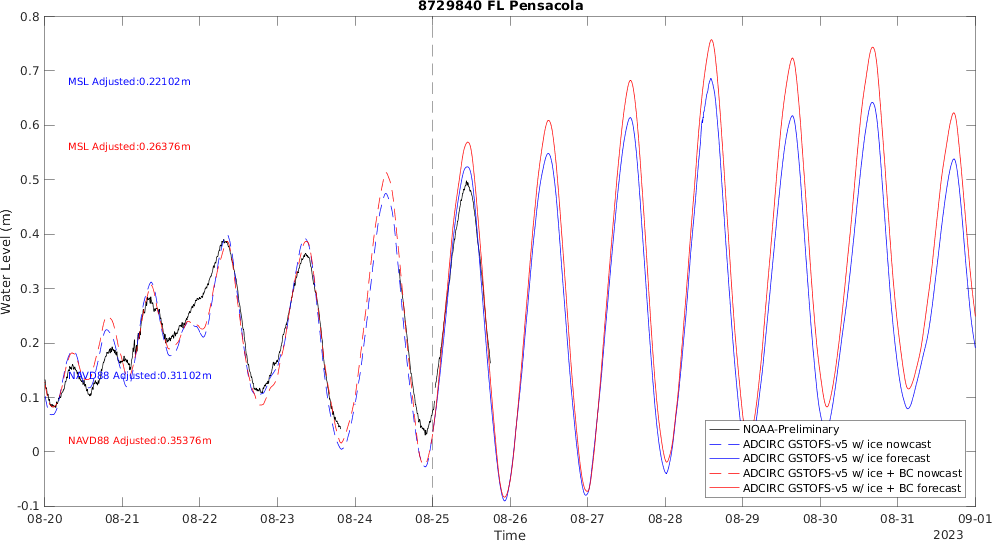 8729840 FL Pensacola
0.8
0.7
0.6
0.5
0.4
0.3
0.2
0.1
0
-0.1
Water Level (m)
MSL Adjusted:0.22102m
MSL Adjusted:0.26376m
NAVD88 Adjusted:0.31102m
NAVD88 Adjusted:0.35376m
NOAA-Preliminary
ADCIRC GSTOFS-v5 w/ ice nowcast
ADCIRC GSTOFS-v5 w/ ice forecast
ADCIRC GSTOFS-v5 w/ ice + BC nowcast
ADCIRC GSTOFS-v5 w/ ice + BC forecast
08-20 08-21 08-22 08-23 08-24 08-25 08-26 08-27 08-28 08-29 08-30 08-31 09-01
Time
2023